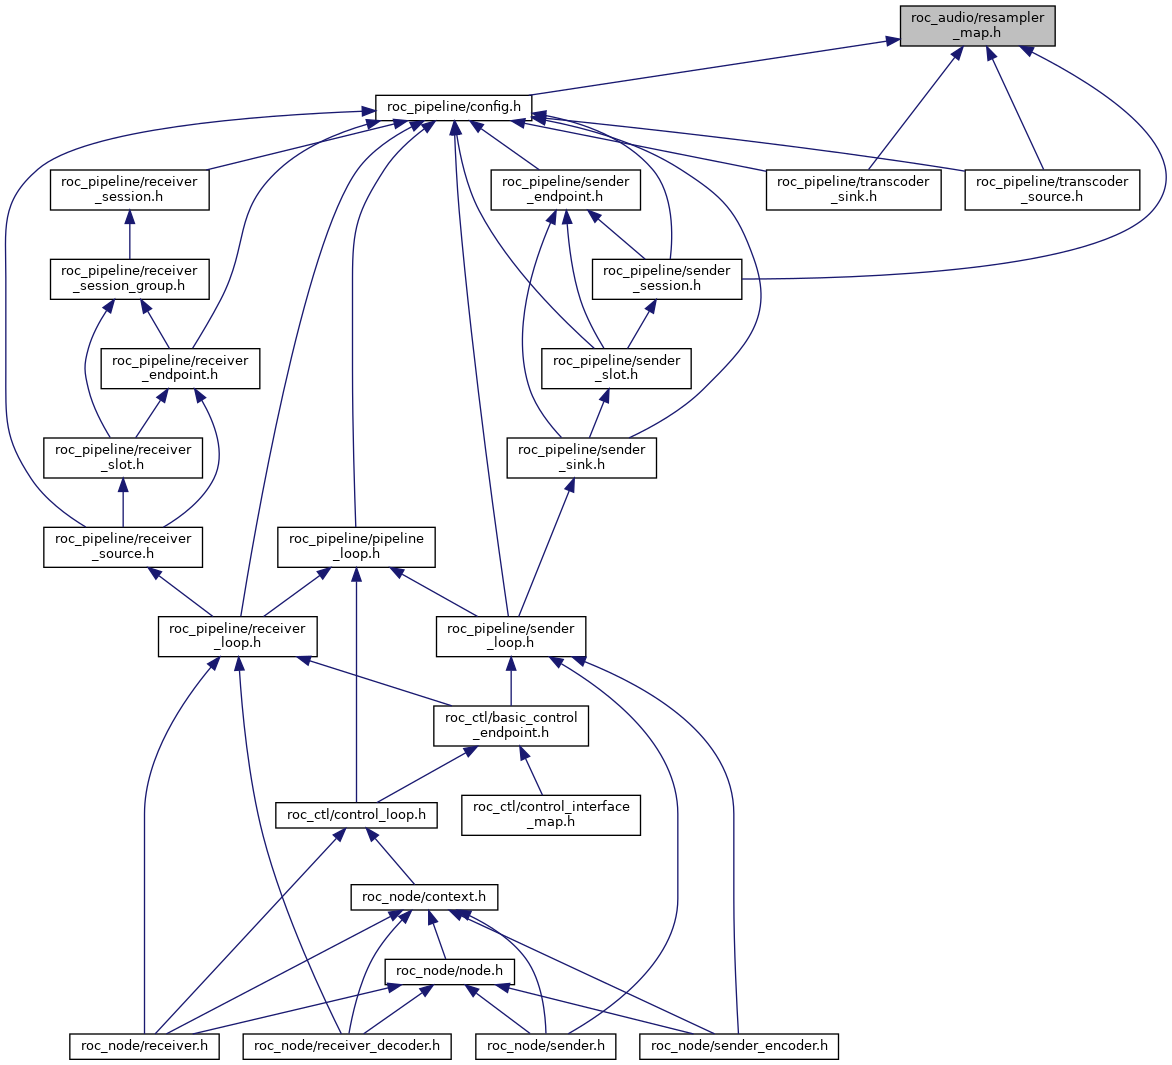 roc_audio/resampler
_map.h
roc_pipeline/config.h
roc_pipeline/receiver
_session.h
roc_pipeline/sender
_endpoint.h
roc_pipeline/transcoder
_sink.h
roc_pipeline/transcoder
_source.h
roc_pipeline/receiver
_session_group.h
roc_pipeline/sender
_session.h
roc_pipeline/receiver
_endpoint.h
roc_pipeline/sender
_slot.h
roc_pipeline/receiver
_slot.h
roc_pipeline/sender
_sink.h
roc_pipeline/receiver
_source.h
roc_pipeline/pipeline
_loop.h
roc_pipeline/receiver
_loop.h
roc_pipeline/sender
_loop.h
roc_ctl/basic_control
_endpoint.h
roc_ctl/control_loop.h
roc_ctl/control_interface
_map.h
roc_node/context.h
roc_node/node.h
roc_node/receiver.h
roc_node/receiver_decoder.h
roc_node/sender.h
roc_node/sender_encoder.h